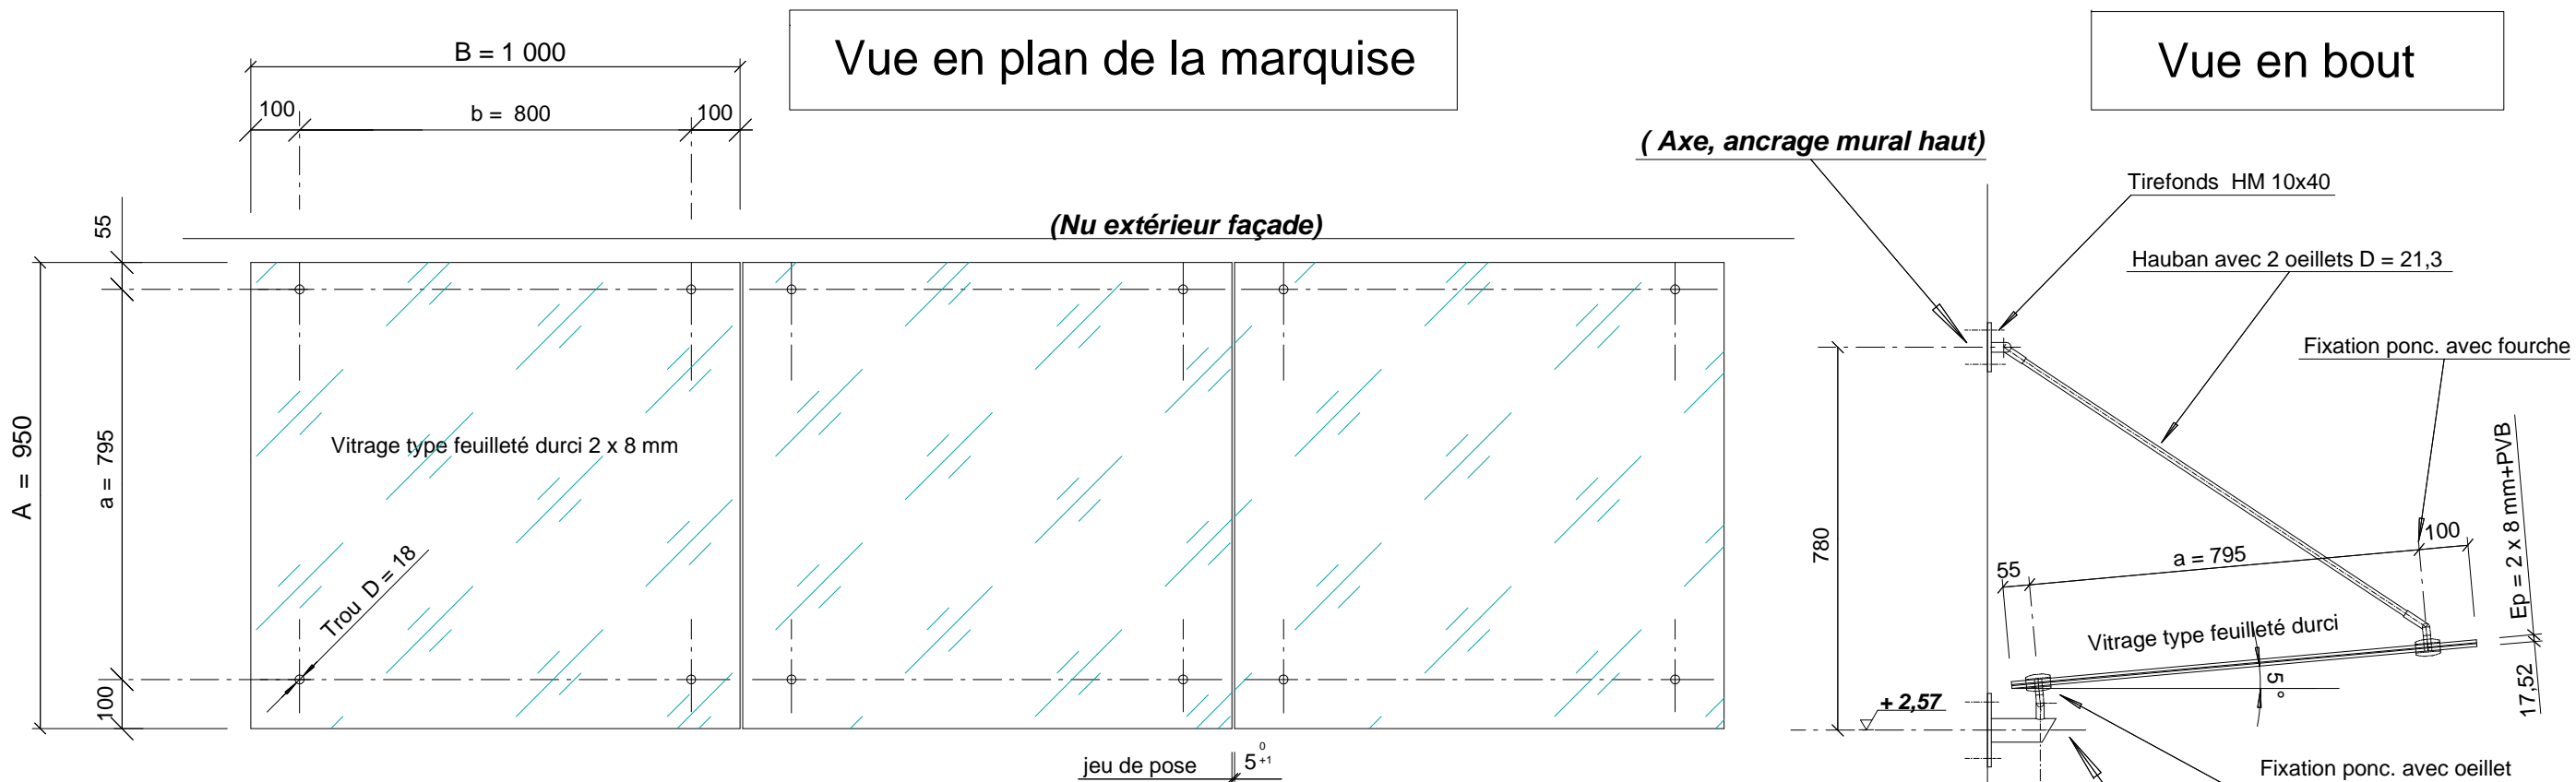 Vue en plan de la marquise
Vue en bout
B = 1 000
100
b = 800
100
( Axe, ancrage mural haut)
Tirefonds HM 10x40
55
(Nu extérieur façade)
Hauban avec 2 oeillets D = 21,3
Fixation ponc. avec fourche
A = 950
a = 795
Vitrage type feuilleté durci 2 x 8 mm
Trou D = 18
100
780
55
a = 795
100
Ep = 2 x 8 mm+PVB
17,52
Vitrage type feuilleté durci
5 °
+ 2,57
jeu de pose
5 0 +1
Fixation ponc. avec oeillet